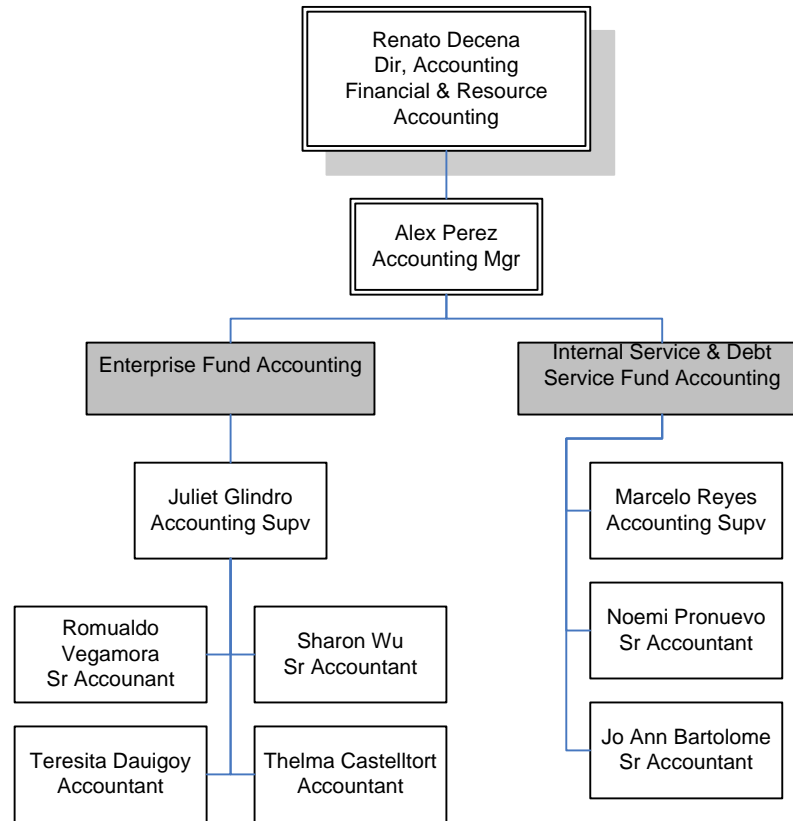 Renato Decena
Dir, Accounting
Financial & Resource
Accounting
Alex Perez
Accounting Mgr
Enterprise Fund Accounting
Internal Service & Debt
Service Fund Accounting
Juliet Glindro
Accounting Supv
Marcelo Reyes
Accounting Supv
Romualdo
Vegamora
Sr Accounant
Sharon Wu
Sr Accountant
Noemi Pronuevo
Sr Accountant
Teresita Dauigoy
Accountant
Thelma Castelltort
Accountant
Jo Ann Bartolome
Sr Accountant